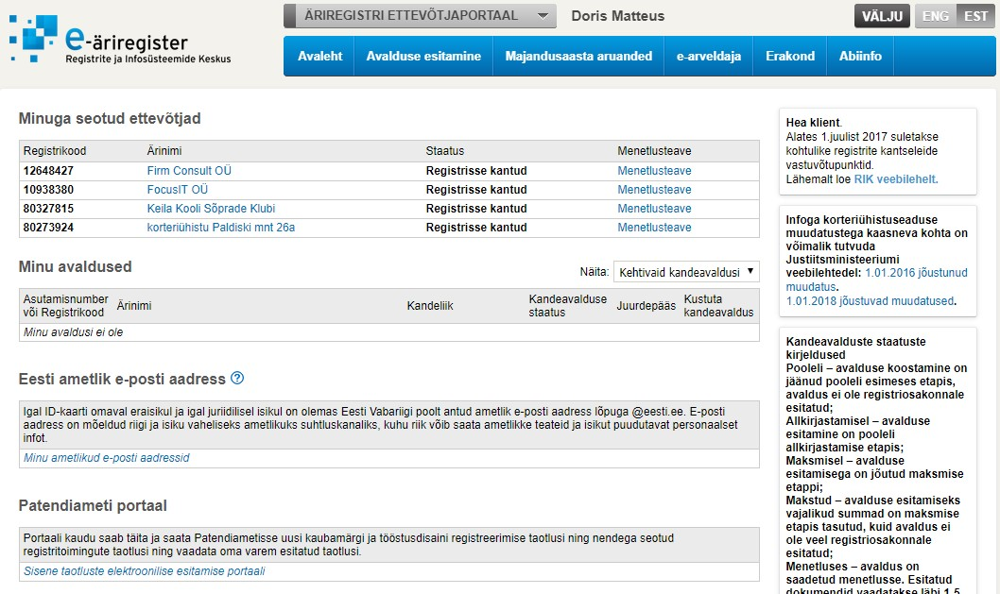 e-äriregister
Registrite ja Infosüsteemide Keskus
ÄRIREGISTRI ETTEVÕTJAPORTAAL
Doris Matteus
VÄLJU
ENG EST
Avaleht Avalduse esitamine Majandusaasta aruanded e-arveldaja Erakond Abiinfo
Minuga seotud ettevõtjad
Registrikood Ärinimi Staatus Menetlusteave
12648427 Firm Consult OÜ Registrisse kantud Menetlusteave
10938380 FocusIT OÜ Registrisse kantud Menetlusteave
80327815 Keila Kooli Sõprade Klubi Registrisse kantud Menetlusteave
80273924 korteriühistu Paldiski mnt 26a Registrisse kantud Menetlusteave
Minu avaldused
Näita: Kehtivaid kandeavaldusi
Asutamisnumber või Registrikood Ärinimi Kandeliik Kandeavalduse staatus Juurdepääs Kustuta kandeavaldus
Minu avaldusi ei ole
Eesti ametlik e-posti aadress ?
Igal ID-kaarti omaval eraisikul ja igal juriidilisel isikul on olemas Eesti Vabariigi poolt antud ametlik e-posti aadress lõpuga @eesti.ee. E-posti
aadress on mõeldud riigi ja isiku vaheliseks ametlikuks suhtluskanaliks, kuhu riik võib saata ametlikke teateid ja isikut puudutavat personaalset
infot.
Minu ametlikud e-posti aadressid
Patendiameti portaal
Portaali kaudu saab täita ja saata Patendiametisse uusi kaubamärgi ja tööstusdisaini registreerimise taotlusi ning nendega seotud
registritoimingute taotlusi ning vaadata oma varem esitatud taotlusi.
Sisene taotluste elektroonilise esitamise portaali
Hea klient.
Alates 1.juulist 2017 suletakse
kohtulike registrite kantseleide
vastuvõtupunktid.
Lähemalt loe RIK veebilehelt.
Infoga korteriühistuseaduse
muudatustega kaasneva kohta on
võimalik tutvuda
Justiitsministeeriumi
veebilehtedel: 1.01.2016 jõustunud
muudatus.
1.01.2018 jõustuvad muudatused.
Kandeavalduste staatuste
kirjeldused
Pooleli – avalduse koostamine on
jäänud pooleli esimeses etapis,
avaldus ei ole registriosakonnale
esitatud;
Allkirjastamisel – avalduse
esitamine on pooleli
allkirjastamise etapis;
Maksmisel – avalduse
esitamisega on jõutud maksmise
etappi;
Makstud – avalduse esitamiseks
vajalikud summad on maksmise
etapis tasutud, kuid avaldus ei
ole veel registriosakonnale
esitatud;
Menetluses – avaldus on
saadetud menetlusse. Esitatud
dokumendid vaadatakse läbi 1-5